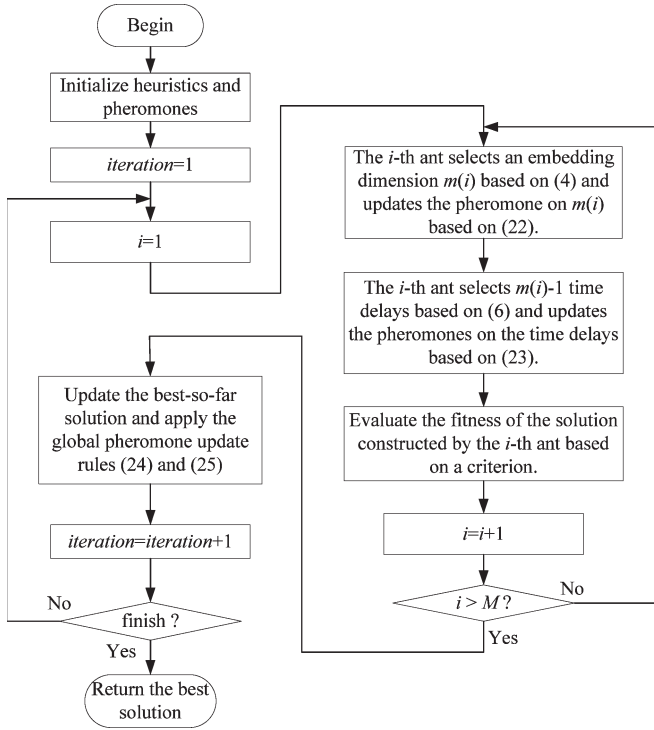 Begin
Initialize heuristics and
pheromones
iteration=1
i=1
The i-th ant selects an embedding
dimension m(i) based on (4) and
updates the pheromone on m(i)
based on (22).
The i-th ant selects m(i)-1 time
delays based on (6) and updates
the pheromones on the time delays
based on (23).
Evaluate the fitness of the solution
constructed by the i-th ant based
on a criterion.
i=i+1
i > M ?
No
Yes
Update the best-so-far
solution and apply the
global pheromone update
rules (24) and (25)
iteration=iteration+1
finish ?
No
Yes
Return the best
solution